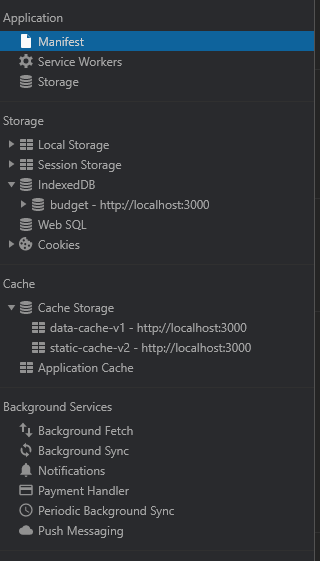 Application
Manifest
Service Workers
Storage
Storage
Local Storage
Session Storage
IndexedDB
budget - http://localhost:3000
Web SQL
Cookies
Cache
Cache Storage
data-cache-v1 - http://localhost:3000
static-cache-v2 - http://localhost:3000
Application Cache
Background Services
Background Fetch
Background Sync
Notifications
Payment Handler
Periodic Background Sync
Push Messaging